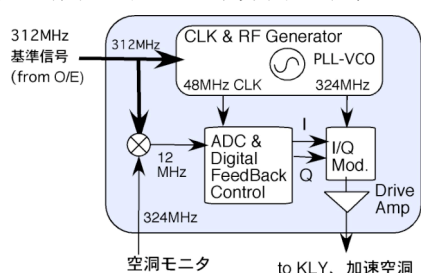 312MHz
基準信号
(from O/E)
312MHz
CLK & RF Generator
PLL-VCO
48MHz CLK
324MHz
12
MHz
ADC &
Digital
FeedBack
Control
I
Q
I/Q
Mod.
Drive
Amp
324MHz
空洞モニタ
to KLY, 加速空洞